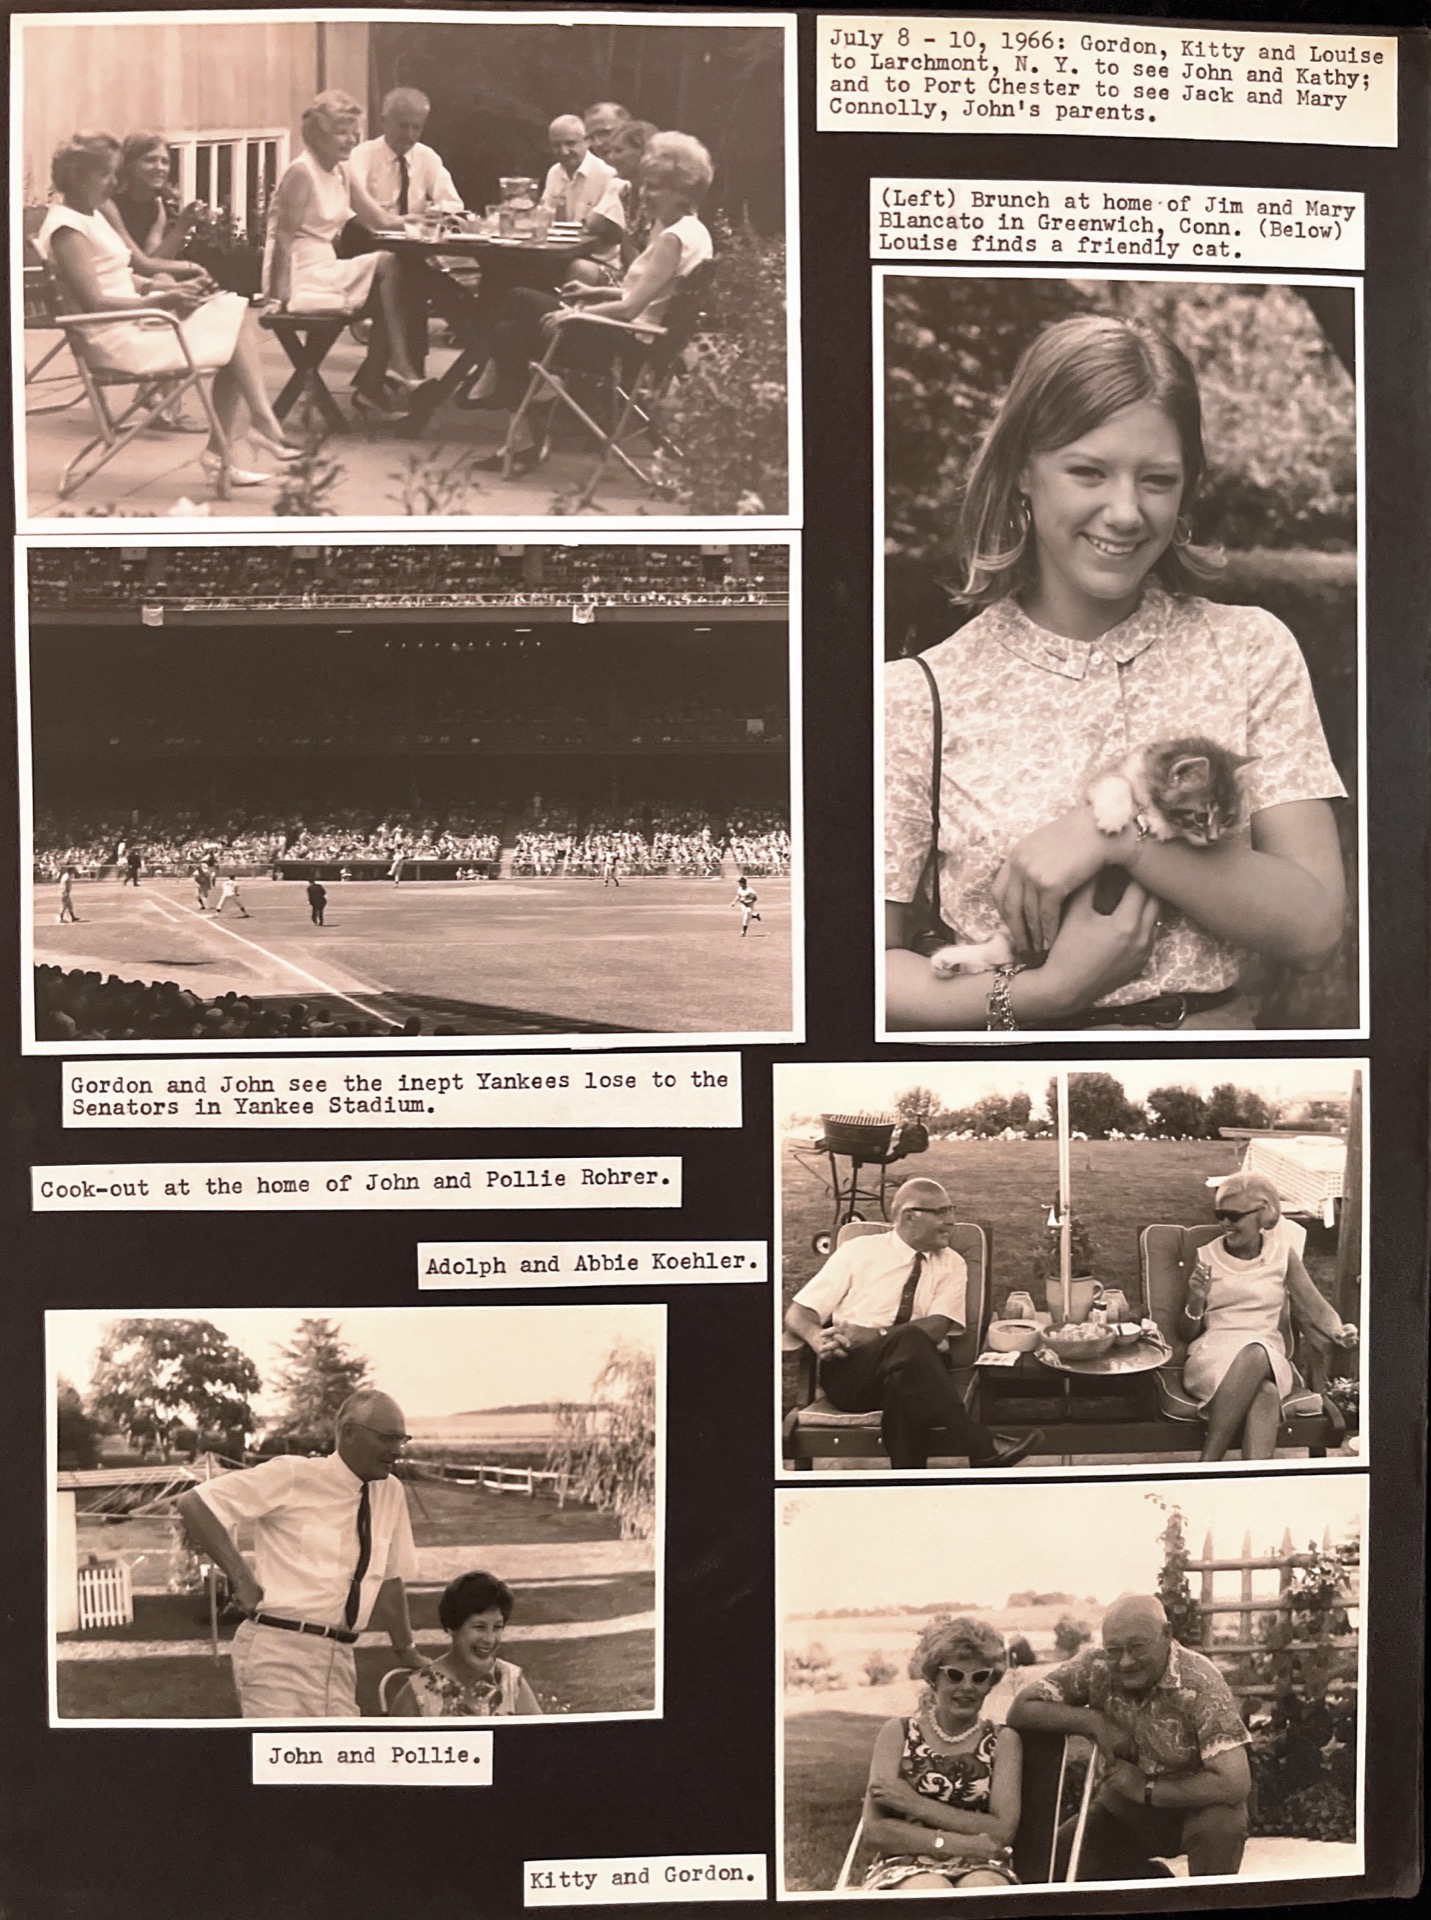 July 8 - 10, 1966: Gordon, Kitty and Louise
to Larchmont, N. Y. to see John and Kathy;
and to Port Chester to see Jack and Mary
Connolly, John's parents.
(Left) Brunch at home of Jim and Mary
Blancato in Greenwich, Conn. (Below)
Louise finds a friendly cat.
Gordon and John see the inept Yankees lose to the
Senators in Yankee Stadium.
Cook-out at the home of John and Pollie Rohrer.
Adolph and Abbie Koehler.
John and Pollie.
Kitty and Gordon.